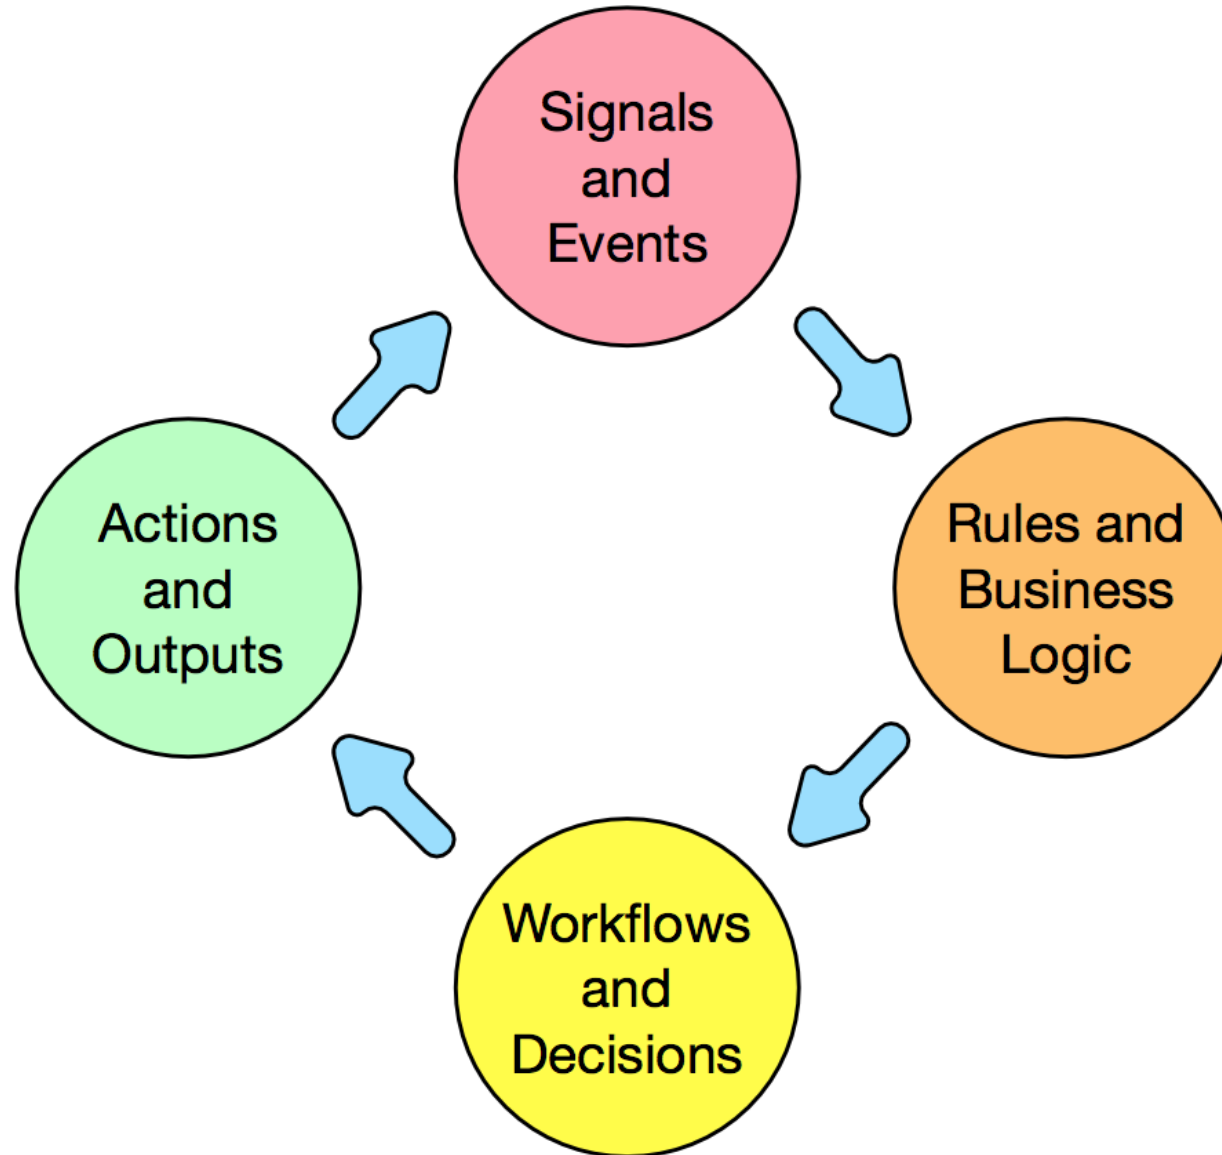 Signals
and
Events
Rules and
Business
Logic
Workflows
and
Decisions
Actions
and
Outputs